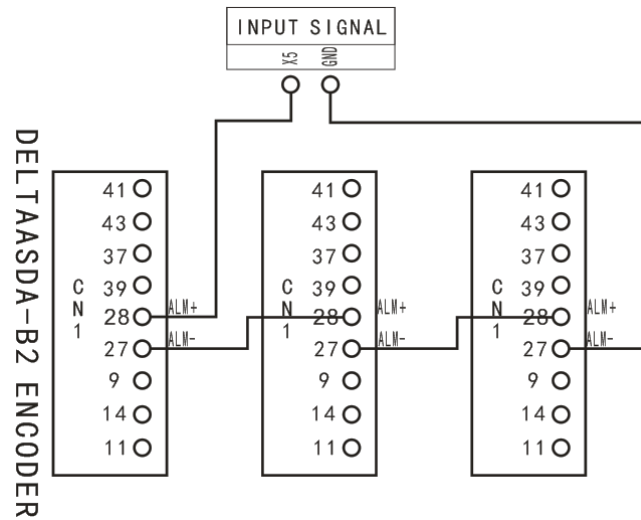 INPUT SIGNAL
X5
GND
DELTAASDA-B2 ENCODER
CN1
41
43
37
39
28
27
9
14
11
ALM+
ALM-
CN1
41
43
37
39
28
27
9
14
11
ALM+
ALM-
CN1
41
43
37
39
28
27
9
14
11
ALM+
ALM-